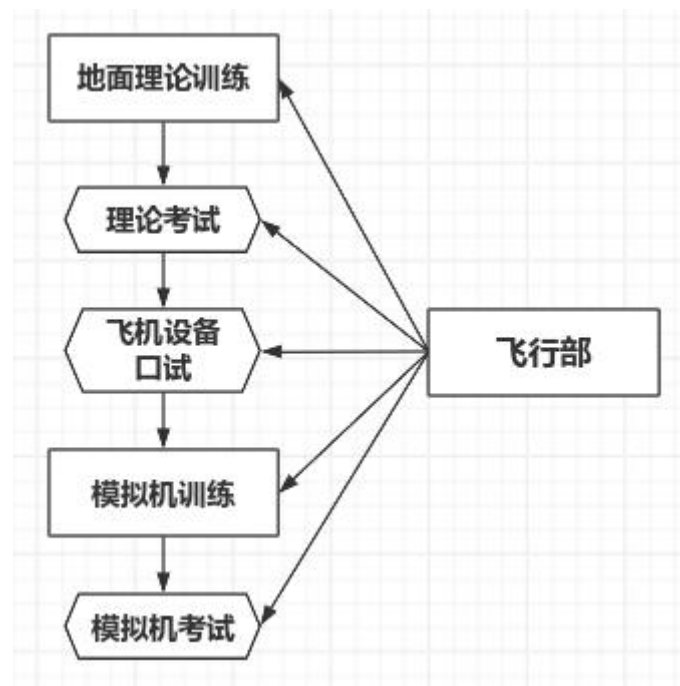 地面理论训练
理论考试
飞机设备
口试
飞行部
模拟机训练
模拟机考试